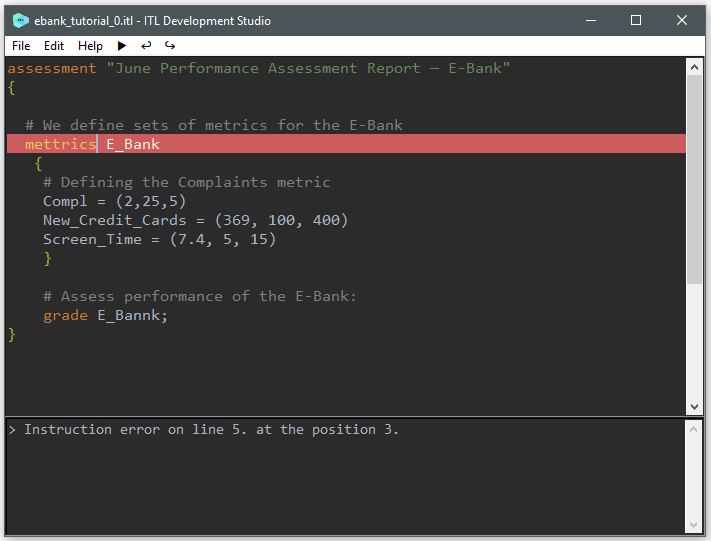 ebank_tutorial_0.itl - ITL Development Studio
File Edit Help
assessment "June Performance Assessment Report — E-Bank"
{
# We define sets of metrics for the E-Bank
mettrics E_Bank
{
# Defining the Complaints metric
Compl = (2,25,5)
New_Credit_Cards = (369, 100, 400)
Screen_Time = (7.4, 5, 15)
}
# Assess performance of the E-Bank:
grade E_Bannk;
}
> Instruction error on line 5. at the position 3.